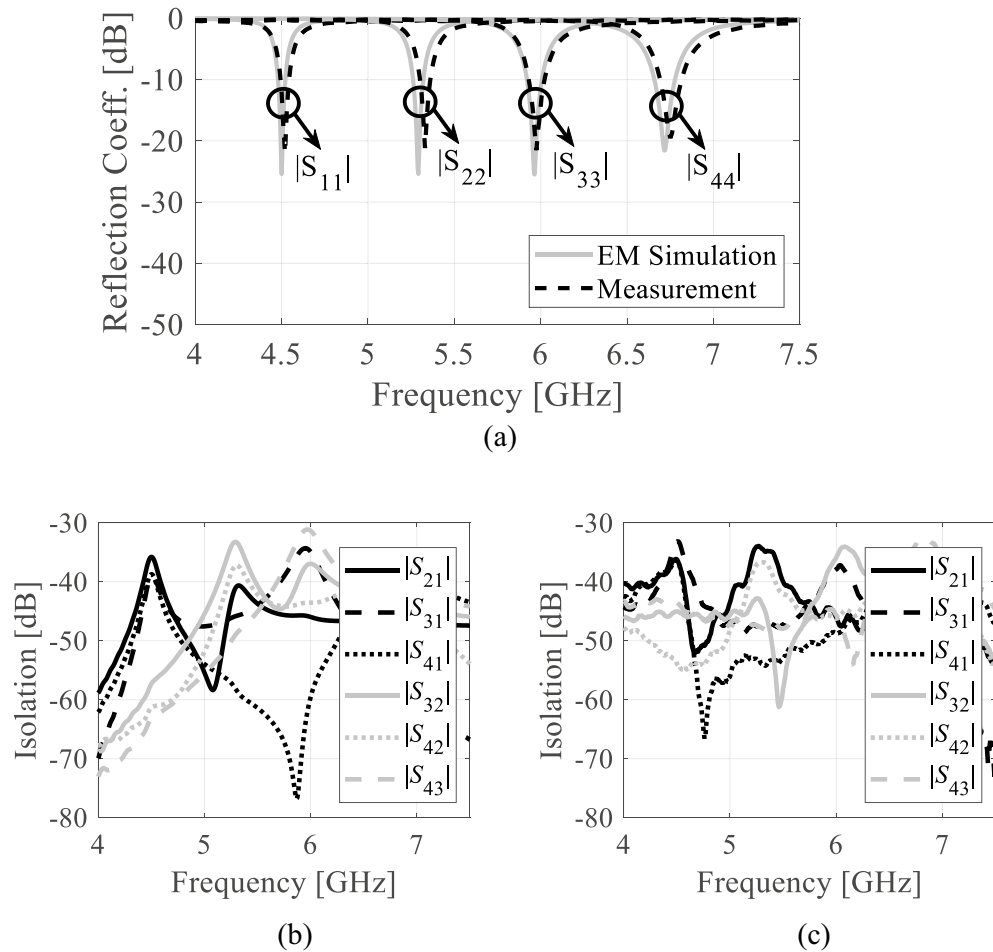 Reflection Coeff. [dB]
0
-10
-20
-30
-40
-50
|S11|
|S22|
|S33|
|S44|
EM Simulation
Measurement
4 4.5 5 5.5 6 6.5 7 7.5
Frequency [GHz]
(a)
Isolation [dB]
-30
-40
-50
-60
-70
-80
|S21|
|S31|
|S41|
|S32|
|S42|
|S43|
4 5 6 7
Frequency [GHz]
(b)
Isolation [dB]
-30
-40
-50
-60
-70
-80
|S21|
|S31|
|S41|
|S32|
|S42|
|S43|
4 5 6 7
Frequency [GHz]
(c)